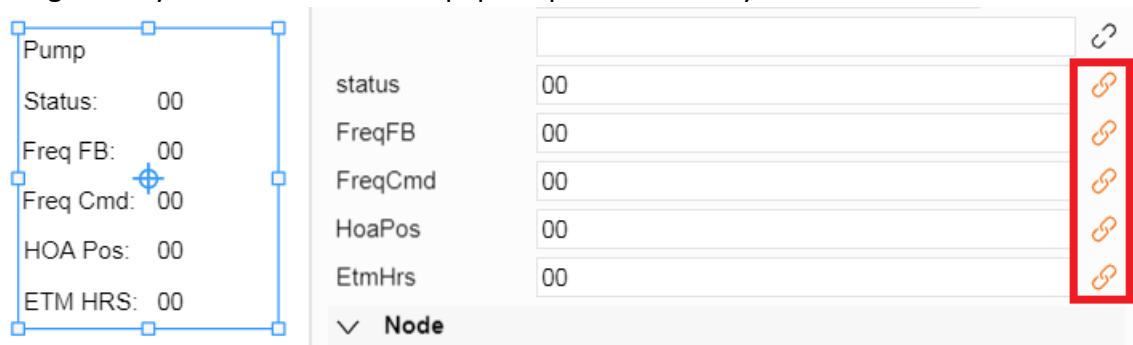 Pump
Status: 00
Freq FB: 00
Freq Cmd: 00
HOA Pos: 00
ETM HRS: 00
status 00
FreqFB 00
FreqCmd 00
HoaPos 00
EtmHrs 00
Node